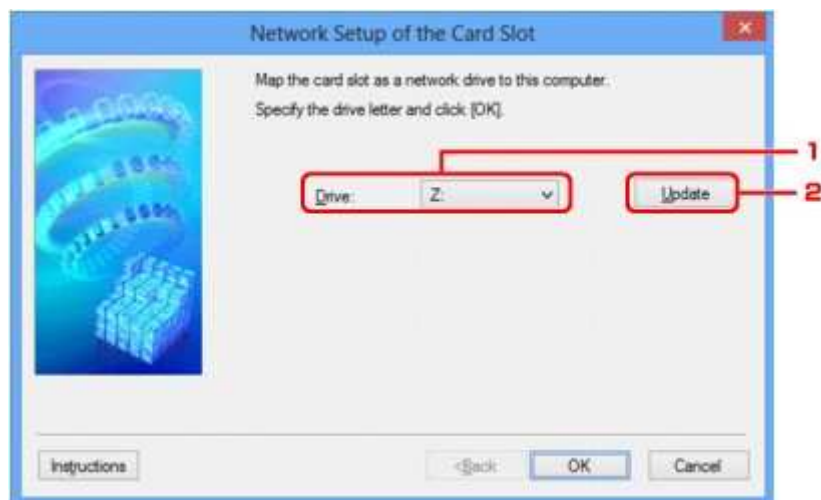 Network Setup of the Card Slot
Map the card slot as a network drive to this computer.
Specify the drive letter and click [OK].
1
Drive: Z: Update
2
Instructions <Back OK Cancel